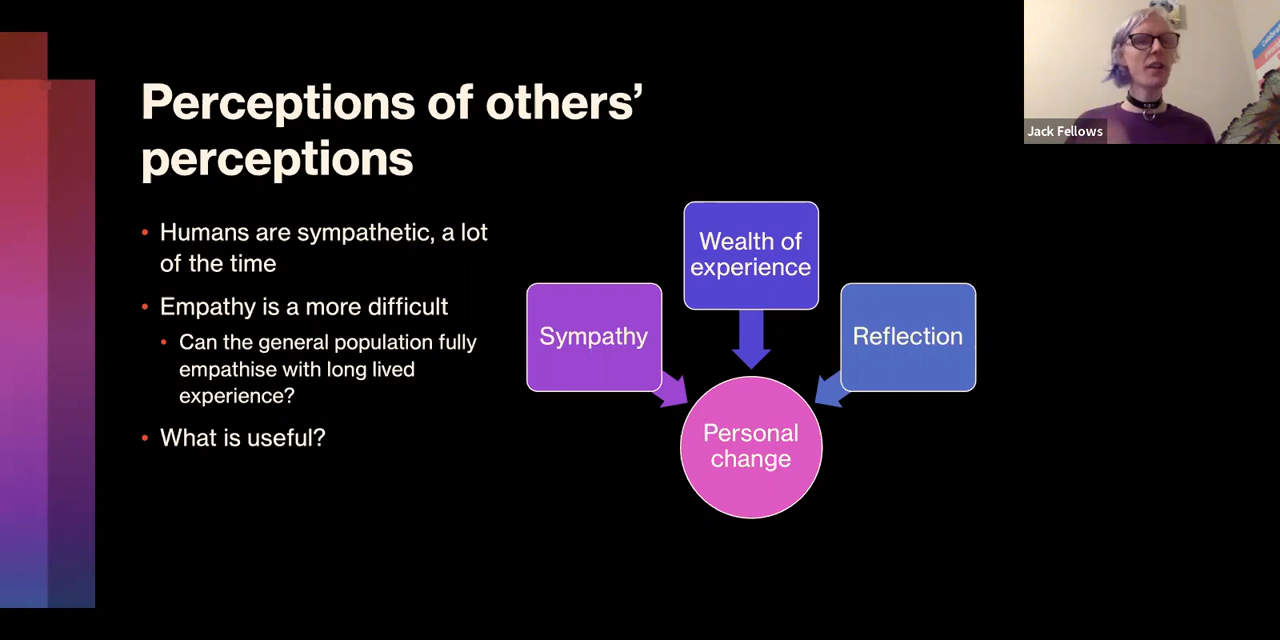 Perceptions of others’
perceptions
• Humans are sympathetic, a lot
of the time
• Empathy is a more difficult
• Can the general population fully
empathise with long lived
experience?
• What is useful?
Wealth of
experience
Sympathy
Reflection
Personal
change
Jack Fellows